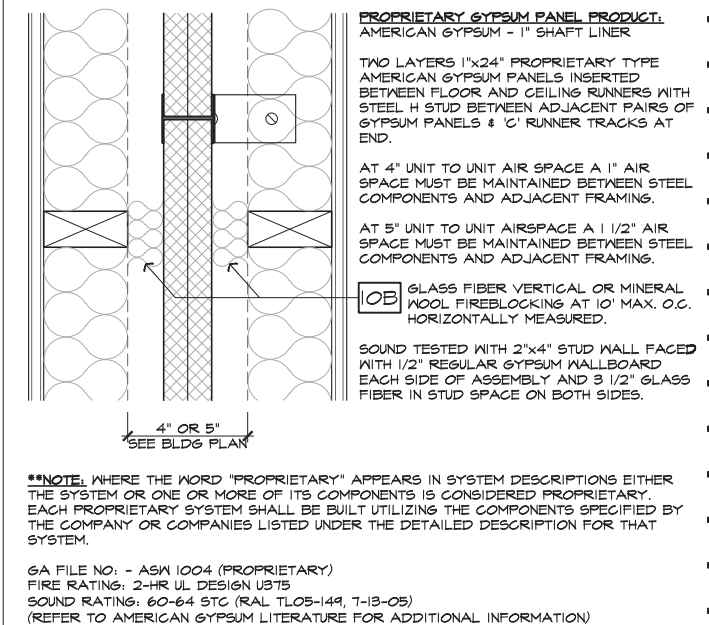 PROPRIETARY GYPSUM PANEL PRODUCT:
AMERICAN GYPSUM - 1" SHAFT LINER
TWO LAYERS 1"x24" PROPRIETARY TYPE
AMERICAN GYPSUM PANELS INSERTED
BETWEEN FLOOR AND CEILING RUNNERS WITH
STEEL H STUD BETWEEN ADJACENT PAIRS OF
GYPSUM PANELS & 'C' RUNNER TRACKS AT
END.
AT 4" UNIT TO UNIT AIR SPACE A 1" AIR
SPACE MUST BE MAINTAINED BETWEEN STEEL
COMPONENTS AND ADJACENT FRAMING.
AT 5" UNIT TO UNIT AIRSPACE A 1 1/2" AIR
SPACE MUST BE MAINTAINED BETWEEN STEEL
COMPONENTS AND ADJACENT FRAMING.
10B GLASS FIBER VERTICAL OR MINERAL
WOOL FIREBLOCKING AT 10' MAX. O.C.
HORIZONTALLY MEASURED.
SOUND TESTED WITH 2"x4" STUD WALL FACED
WITH 1/2" REGULAR GYPSUM WALLBOARD
EACH SIDE OF ASSEMBLY AND 3 1/2" GLASS
FIBER IN STUD SPACE ON BOTH SIDES.
4" OR 5"
SEE BLDG PLAN
**NOTE: WHERE THE WORD "PROPRIETARY" APPEARS IN SYSTEM DESCRIPTIONS EITHER
THE SYSTEM OR ONE OR MORE OF ITS COMPONENTS IS CONSIDERED PROPRIETARY.
EACH PROPRIETARY SYSTEM SHALL BE BUILT UTILIZING THE COMPONENTS SPECIFIED BY
THE COMPANY OR COMPANIES LISTED UNDER THE DETAILED DESCRIPTION FOR THAT
SYSTEM.
GA FILE NO: - ASW 1004 (PROPRIETARY)
FIRE RATING: 2-HR UL DESIGN U375
SOUND RATING: 60-64 STC (RAL TL05-149, 7-13-05)
(REFER TO AMERICAN GYPSUM LITERATURE FOR ADDITIONAL INFORMATION)